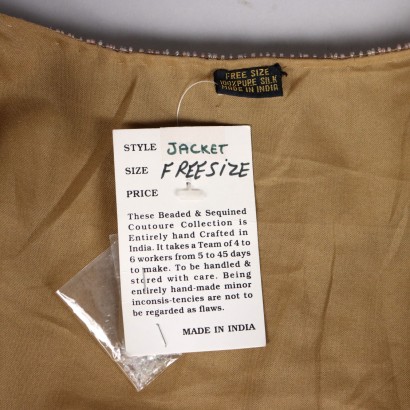 FREE SIZE
100%PURE SILK
MADE IN INDIA
STYLE JACKET
SIZE FREESIZE
PRICE
These Beaded & Sequined
Coutoure Collection is
Entirely hand Crafted in
India. It takes a Team of 4 to
6 workers from 5 to 45 days
to make. To be handled &
stored with care. Being
entirely hand-made minor
inconsis-tencies are not to
be regarded as flaws.
MADE IN INDIA